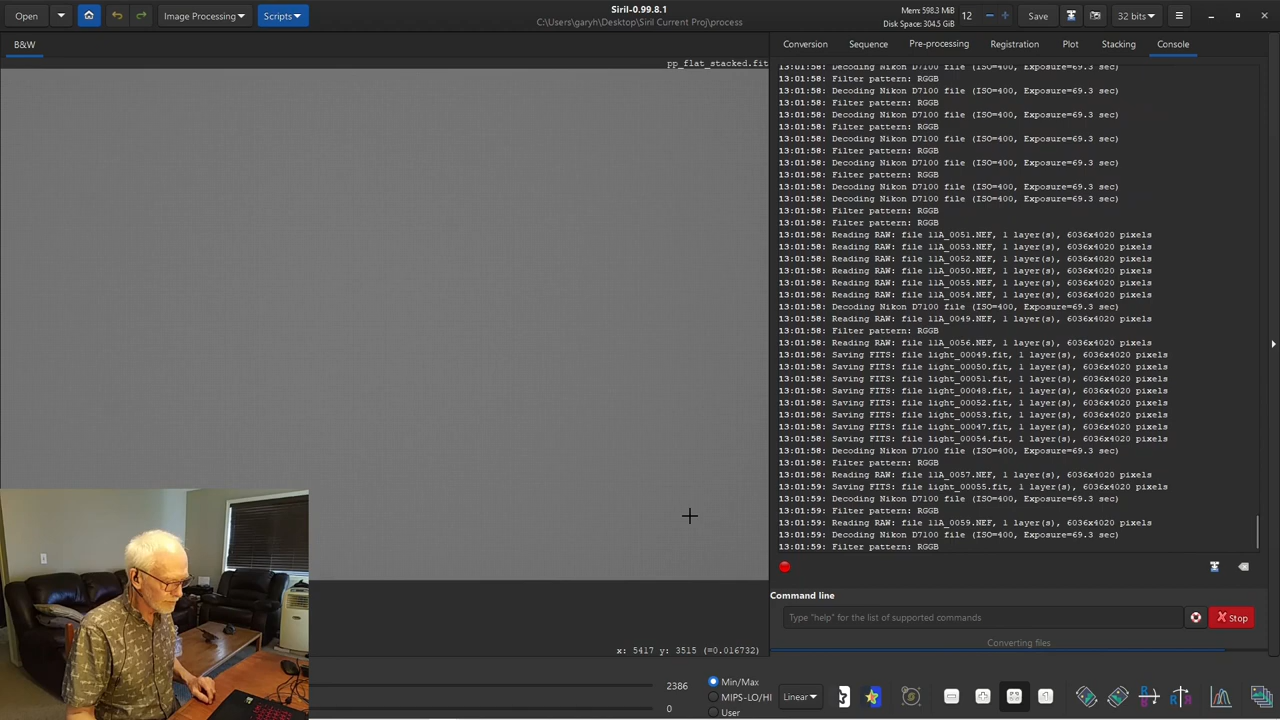 Open
Image Processing
Scripts
Siril-0.99.8.1
C:\Users\garyh\Desktop\Siril Current Proj\process
Mem: 598.3 MiB
Disk Space: 304.5 GiB
12
Save
32 bits
B&W
Conversion
Sequence
Pre-processing
Registration
Plot
Stacking
Console
pp_flat_stacked.fit
13:01:58: Decoding Nikon D7100 file (ISO=400, Exposure=69.3 sec)
13:01:58: Filter pattern: RGGB
13:01:58: Decoding Nikon D7100 file (ISO=400, Exposure=69.3 sec)
13:01:58: Filter pattern: RGGB
13:01:58: Decoding Nikon D7100 file (ISO=400, Exposure=69.3 sec)
13:01:58: Filter pattern: RGGB
13:01:58: Decoding Nikon D7100 file (ISO=400, Exposure=69.3 sec)
13:01:58: Filter pattern: RGGB
13:01:58: Decoding Nikon D7100 file (ISO=400, Exposure=69.3 sec)
13:01:58: Filter pattern: RGGB
13:01:58: Decoding Nikon D7100 file (ISO=400, Exposure=69.3 sec)
13:01:58: Decoding Nikon D7100 file (ISO=400, Exposure=69.3 sec)
13:01:58: Filter pattern: RGGB
13:01:58: Filter pattern: RGGB
13:01:58: Reading RAW: file 11A_0051.NEF, 1 layer(s), 6036x4020 pixels
13:01:58: Reading RAW: file 11A_0053.NEF, 1 layer(s), 6036x4020 pixels
13:01:58: Reading RAW: file 11A_0052.NEF, 1 layer(s), 6036x4020 pixels
13:01:58: Reading RAW: file 11A_0050.NEF, 1 layer(s), 6036x4020 pixels
13:01:58: Reading RAW: file 11A_0055.NEF, 1 layer(s), 6036x4020 pixels
13:01:58: Reading RAW: file 11A_0054.NEF, 1 layer(s), 6036x4020 pixels
13:01:58: Decoding Nikon D7100 file (ISO=400, Exposure=69.3 sec)
13:01:58: Reading RAW: file 11A_0049.NEF, 1 layer(s), 6036x4020 pixels
13:01:58: Filter pattern: RGGB
13:01:58: Reading RAW: file 11A_0056.NEF, 1 layer(s), 6036x4020 pixels
13:01:58: Saving FITS: file light_00049.fit, 1 layer(s), 6036x4020 pixels
13:01:58: Saving FITS: file light_00050.fit, 1 layer(s), 6036x4020 pixels
13:01:58: Saving FITS: file light_00051.fit, 1 layer(s), 6036x4020 pixels
13:01:58: Saving FITS: file light_00048.fit, 1 layer(s), 6036x4020 pixels
13:01:58: Saving FITS: file light_00052.fit, 1 layer(s), 6036x4020 pixels
13:01:58: Saving FITS: file light_00053.fit, 1 layer(s), 6036x4020 pixels
13:01:58: Saving FITS: file light_00047.fit, 1 layer(s), 6036x4020 pixels
13:01:58: Saving FITS: file light_00054.fit, 1 layer(s), 6036x4020 pixels
13:01:58: Decoding Nikon D7100 file (ISO=400, Exposure=69.3 sec)
13:01:58: Filter pattern: RGGB
13:01:58: Reading RAW: file 11A_0057.NEF, 1 layer(s), 6036x4020 pixels
13:01:59: Saving FITS: file light_00055.fit, 1 layer(s), 6036x4020 pixels
13:01:59: Decoding Nikon D7100 file (ISO=400, Exposure=69.3 sec)
13:01:59: Filter pattern: RGGB
13:01:59: Reading RAW: file 11A_0059.NEF, 1 layer(s), 6036x4020 pixels
13:01:59: Decoding Nikon D7100 file (ISO=400, Exposure=69.3 sec)
13:01:59: Filter pattern: RGGB
Command line
Type "help" for the list of supported commands
Stop
Converting files
x: 5417 y: 3515 (=0.016732)
2386
0
Min/Max
MIPS-LO/HI
User
Linear